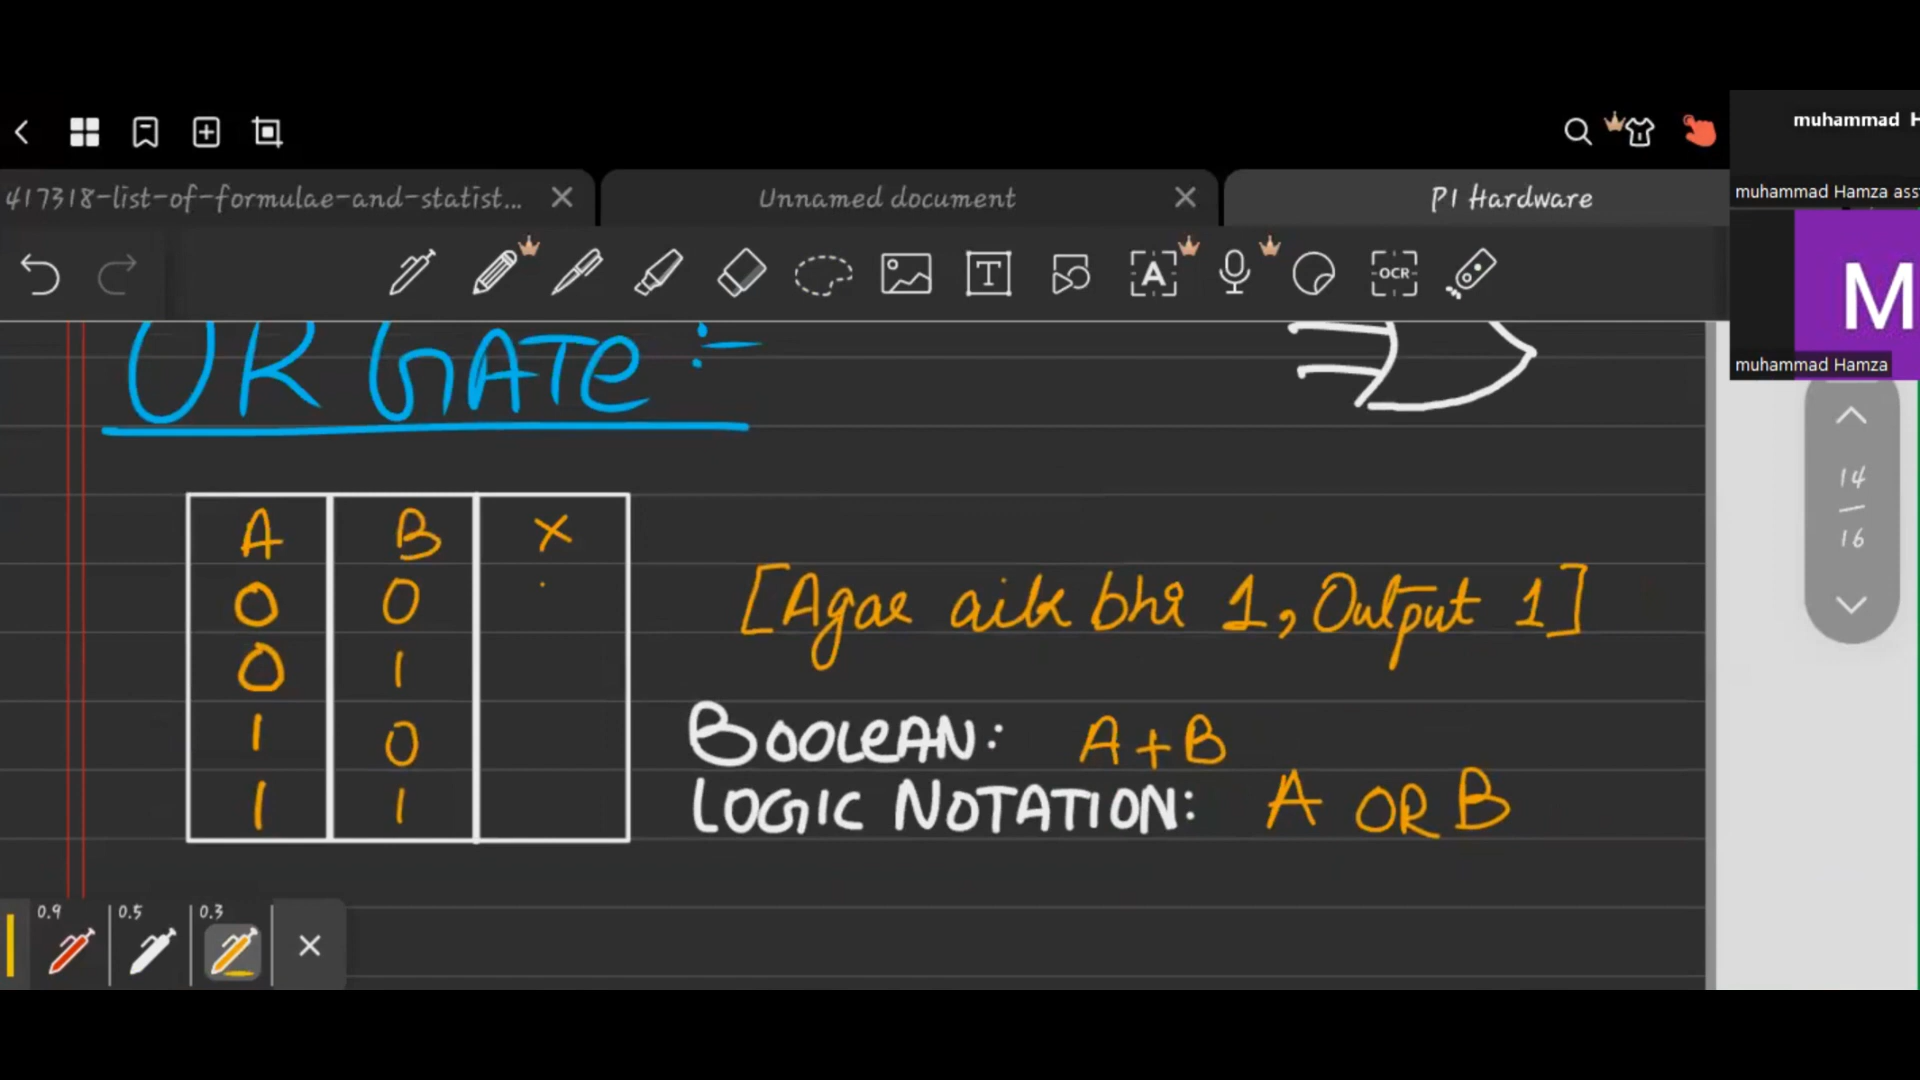 muhammad H
muhammad Hamza ass
417318-list-of-formulae-and-statist...
Unnamed document
P1 Hardware
T
A
OCR
M
muhammad Hamza
OR GATE :-
A B X
0 0
0 1
1 0
1 1
[Agar aik bhi 1, Output 1]
BOOLEAN: A+B
LOGIC NOTATION: A OR B
14
16
0.9 0.5 0.3